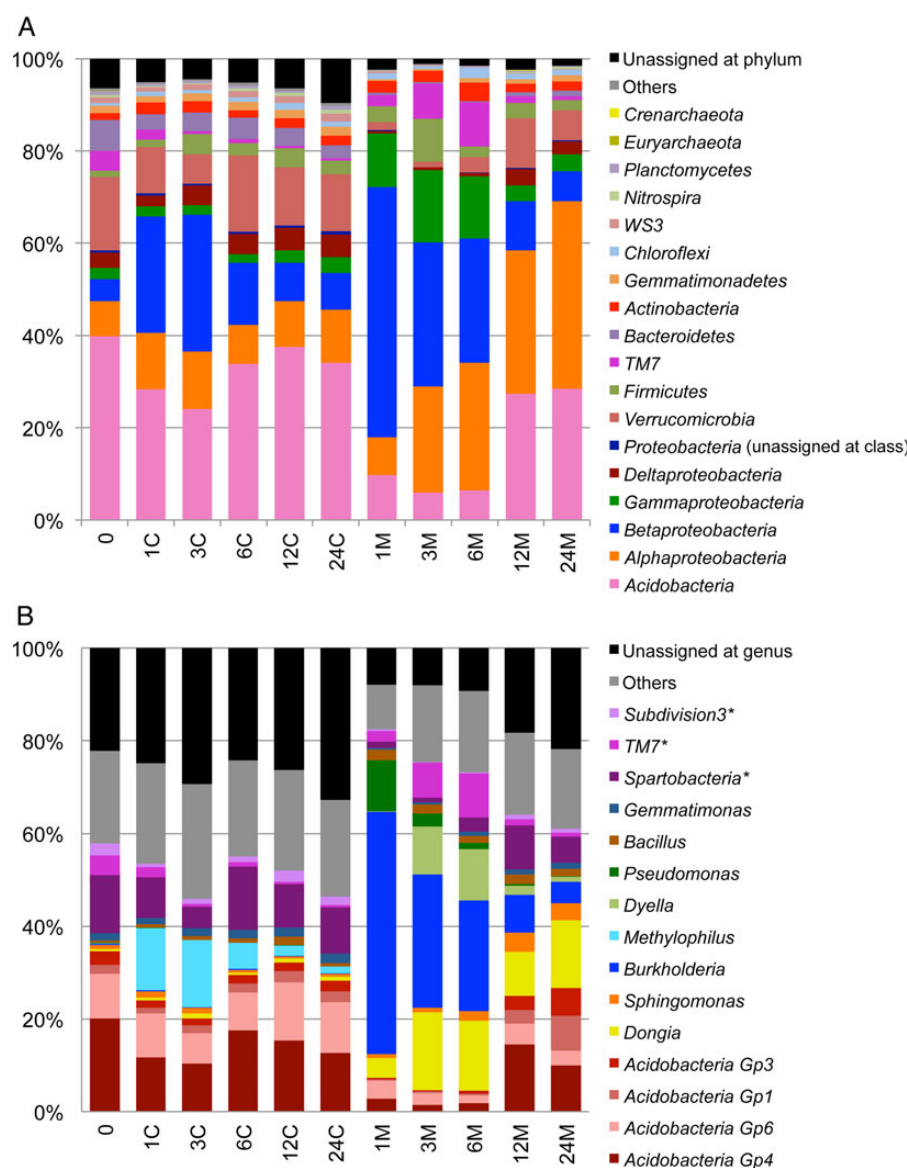 A
100%
80%
60%
40%
20%
0%
0 1C 3C 6C 12C 24C 1M 3M 6M 12M 24M
Unassigned at phylum
Others
Crenarchaeota
Euryarchaeota
Planctomycetes
Nitrospira
WS3
Chloroflexi
Gemmatimonadetes
Actinobacteria
Bacteroidetes
TM7
Firmicutes
Verrucomicrobia
Proteobacteria (unassigned at class)
Deltaproteobacteria
Gammaproteobacteria
Betaproteobacteria
Alphaproteobacteria
Acidobacteria
B
100%
80%
60%
40%
20%
0%
0 1C 3C 6C 12C 24C 1M 3M 6M 12M 24M
Unassigned at genus
Others
Subdivision3*
TM7*
Spartobacteria*
Gemmatimonas
Bacillus
Pseudomonas
Dyella
Methylophilus
Burkholderia
Sphingomonas
Dongia
Acidobacteria Gp3
Acidobacteria Gp1
Acidobacteria Gp6
Acidobacteria Gp4